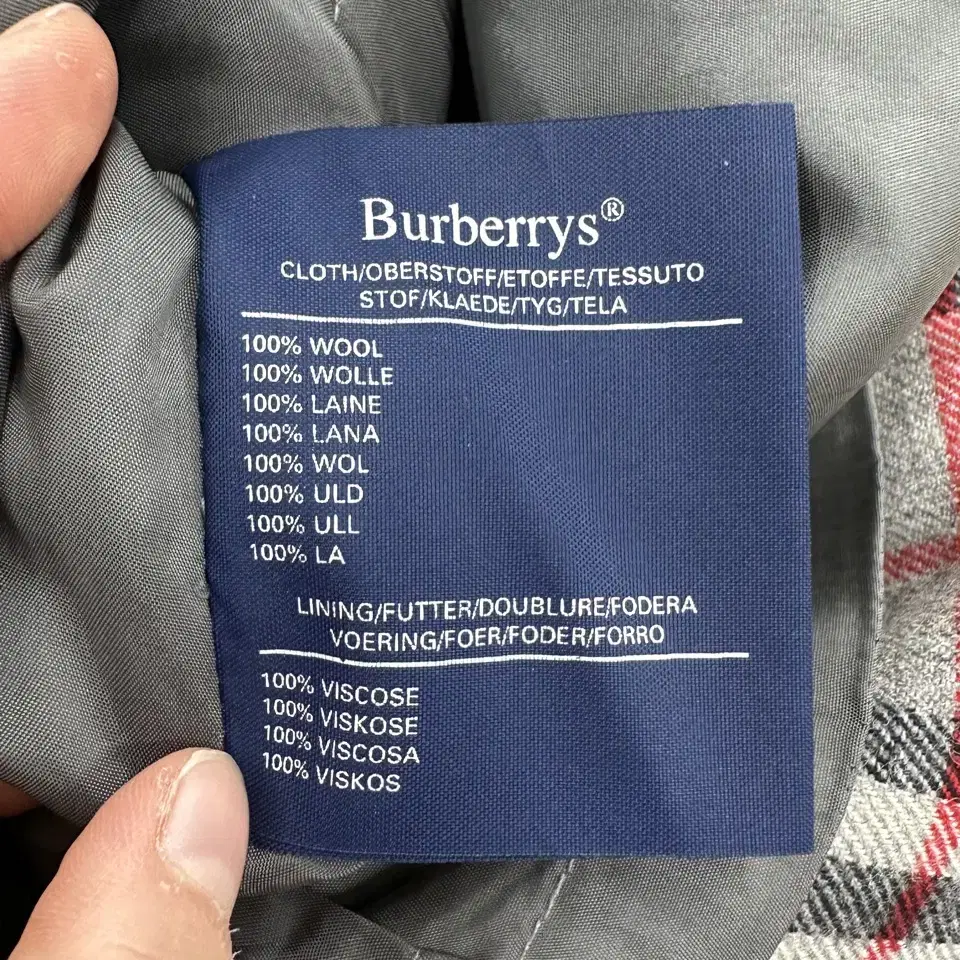 Burberrys®
CLOTH/OBERSTOFF/ETOFFE/TESSUTO
STOF/KLAEDE/TYG/TELA
100% WOOL
100% WOLLE
100% LAINE
100% LANA
100% WOL
100% ULD
100% ULL
100% LA
LINING/FUTTER/DOUBLURE/FODERA
VOERING/FOER/FODER/FORRO
100% VISCOSE
100% VISKOSE
100% VISCOSA
100% VISKOS